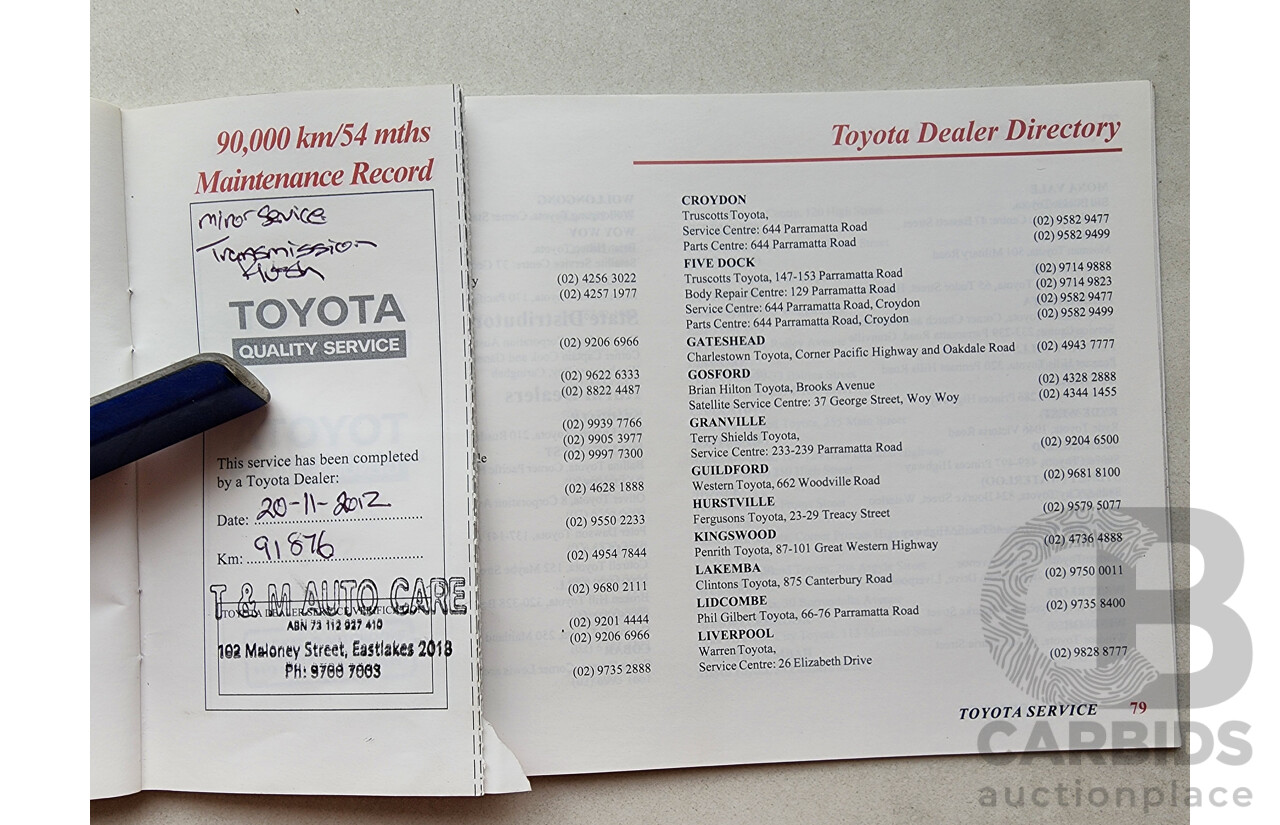 90,000 km/54 mths
Maintenance Record
minor service
Transmission
flush
TOYOTA
QUALITY SERVICE
This service has been completed
by a Toyota Dealer:
Date: 20-11-2012
Km: 91876
T & M AUTO CARE
TOYOTA DEALER SERVICE VERIFICATION
ABN 73 112 927 410
102 Maloney Street, Eastlakes 2018
PH: 9700 7003
(02) 4256 3022
(02) 4257 1977
(02) 9206 6966
(02) 9622 6333
(02) 8822 4487
(02) 9939 7766
(02) 9905 3977
(02) 9997 7300
(02) 4628 1888
(02) 9550 2233
(02) 4954 7844
(02) 9680 2111
(02) 9201 4444
(02) 9206 6966
(02) 9735 2888
Toyota Dealer Directory
CROYDON
Truscotts Toyota,
Service Centre: 644 Parramatta Road (02) 9582 9477
Parts Centre: 644 Parramatta Road (02) 9582 9499
FIVE DOCK
Truscotts Toyota, 147-153 Parramatta Road (02) 9714 9888
Body Repair Centre: 129 Parramatta Road (02) 9714 9823
Service Centre: 644 Parramatta Road, Croydon (02) 9582 9477
Parts Centre: 644 Parramatta Road, Croydon (02) 9582 9499
GATESHEAD
Charlestown Toyota, Corner Pacific Highway and Oakdale Road (02) 4943 7777
GOSFORD
Brian Hilton Toyota, Brooks Avenue (02) 4328 2888
Satellite Service Centre: 37 George Street, Woy Woy (02) 4344 1455
GRANVILLE
Terry Shields Toyota,
Service Centre: 233-239 Parramatta Road (02) 9204 6500
GUILDFORD
Western Toyota, 662 Woodville Road (02) 9681 8100
HURSTVILLE
Fergusons Toyota, 23-29 Treacy Street (02) 9579 5077
KINGSWOOD
Penrith Toyota, 87-101 Great Western Highway (02) 4736 4888
LAKEMBA
Clintons Toyota, 875 Canterbury Road (02) 9750 0011
LIDCOMBE
Phil Gilbert Toyota, 66-76 Parramatta Road (02) 9735 8400
LIVERPOOL
Warren Toyota,
Service Centre: 26 Elizabeth Drive (02) 9828 8777
TOYOTA SERVICE 79
CARBIDS
auctionplace